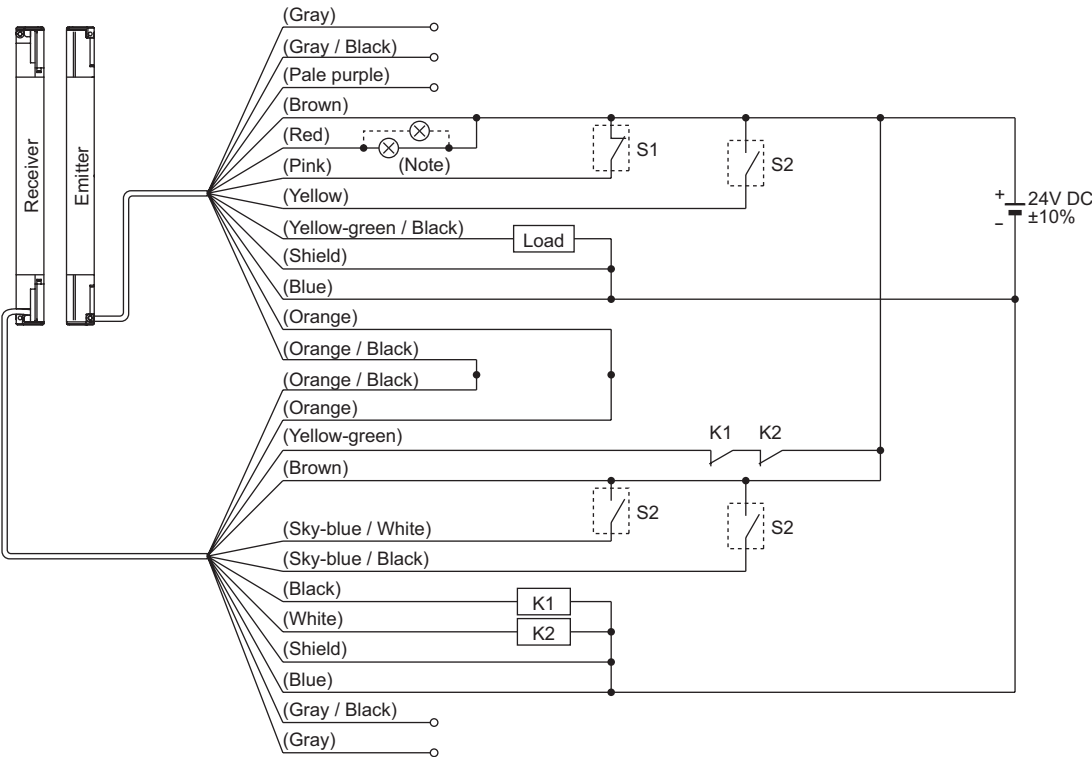 (Gray)
(Gray / Black)
(Pale purple)
(Brown)
(Red)
(Note)
(Pink)
S1
S2
(Yellow)
Receiver
Emitter
+
24V DC
±10%
-
(Yellow-green / Black)
Load
(Shield)
(Blue)
(Orange)
(Orange / Black)
(Orange / Black)
(Orange)
(Yellow-green)
K1
K2
(Brown)
S2
S2
(Sky-blue / White)
(Sky-blue / Black)
(Black)
K1
(White)
K2
(Shield)
(Blue)
(Gray / Black)
(Gray)